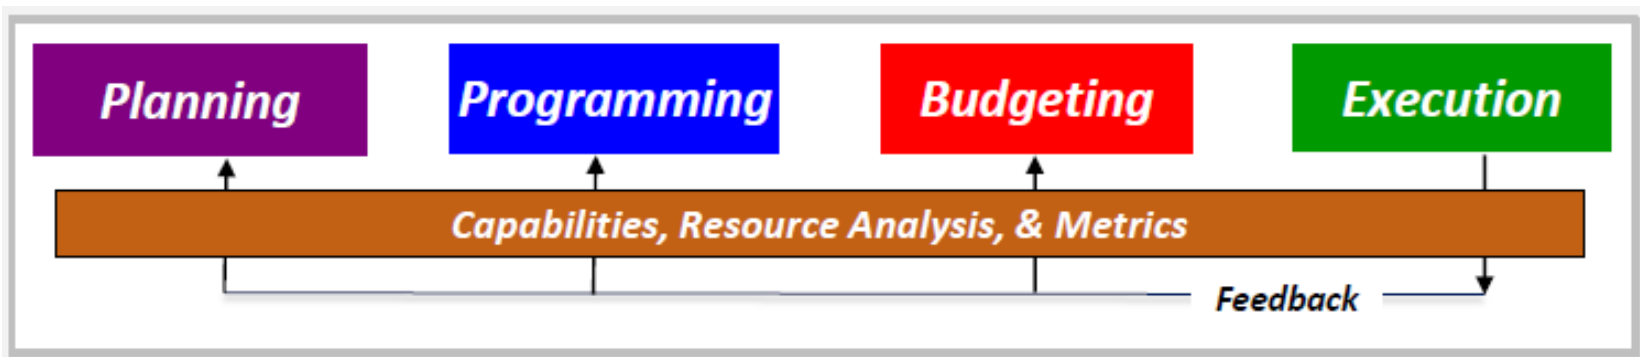 Planning
Programming
Budgeting
Execution
Capabilities, Resource Analysis, & Metrics
Feedback